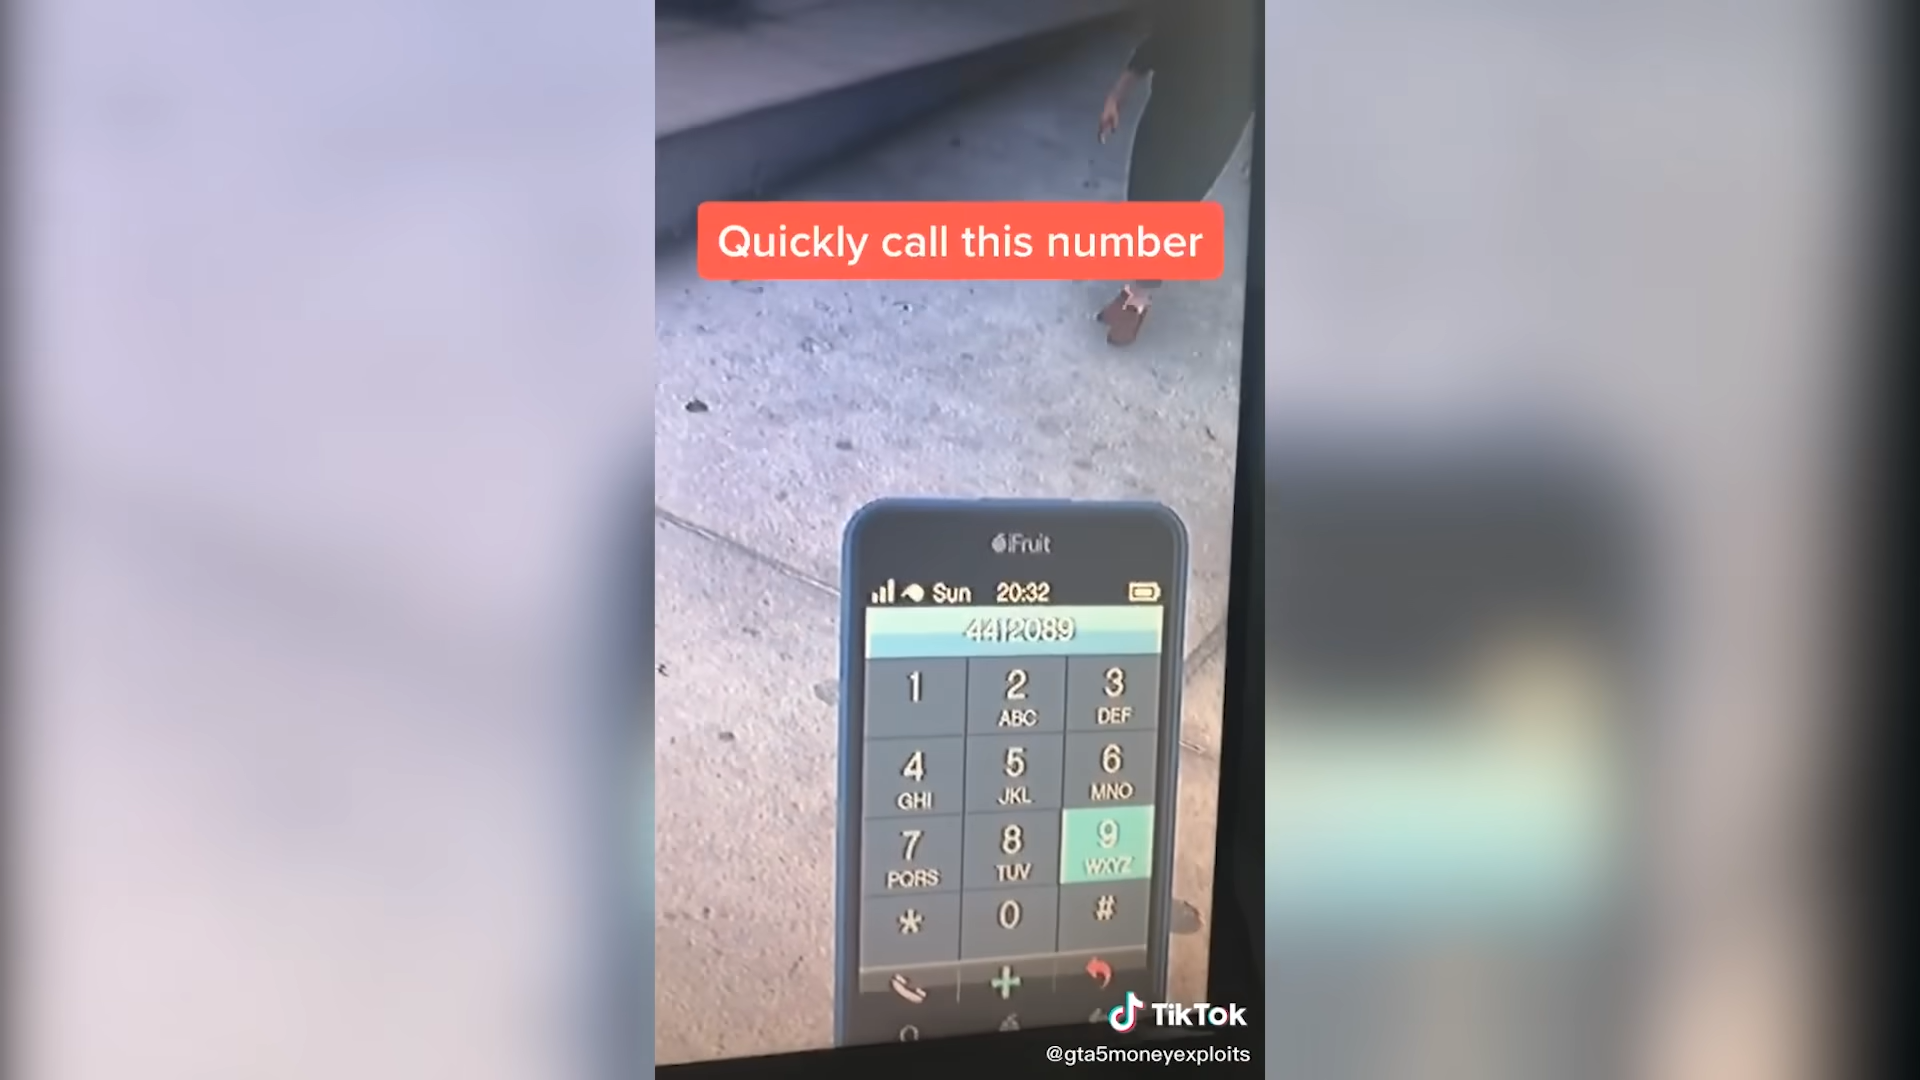 Quickly call this number
iFruit
Sun 20:32
4412089
1 2 3
ABC DEF
4 5 6
GHI JKL MNO
7 8 9
PQRS TUV WXYZ
* 0 #
TikTok
@gta5moneyexploits